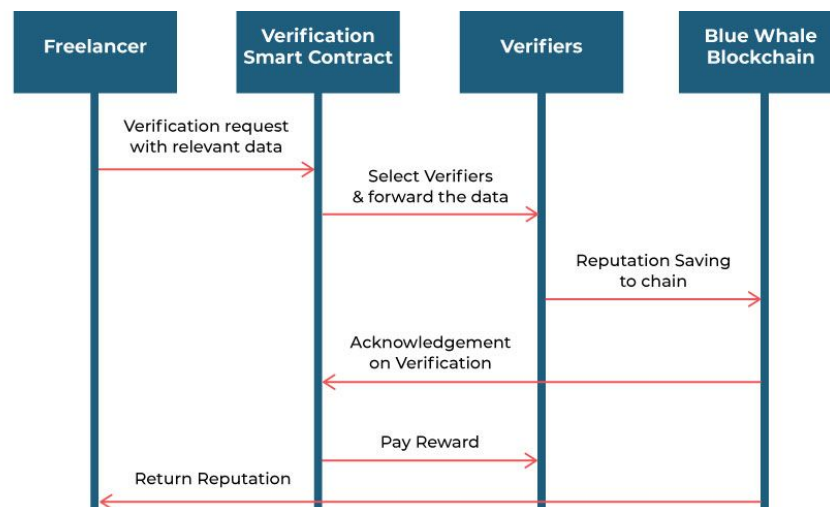 Freelancer
Verification
Smart Contract
Verifiers
Blue Whale
Blockchain
Verification request
with relevant data
Select Verifiers
& forward the data
Reputation Saving
to chain
Acknowledgement
on Verification
Pay Reward
Return Reputation